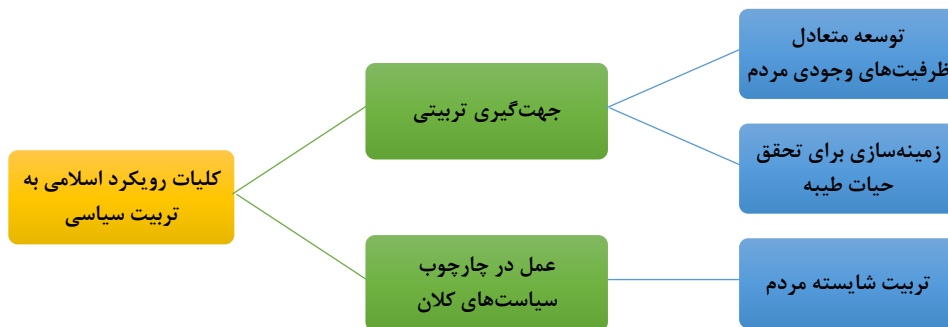 کلیات رویکرد اسلامی به
تربیت سیاسی
جهت‌گیری تربیتی
توسعه متعادل
ظرفیت‌های وجودی مردم
زمینه‌سازی برای تحقق
حیات طیبه
عمل در چارچوب
سیاست‌های کلان
تربیت شایسته مردم